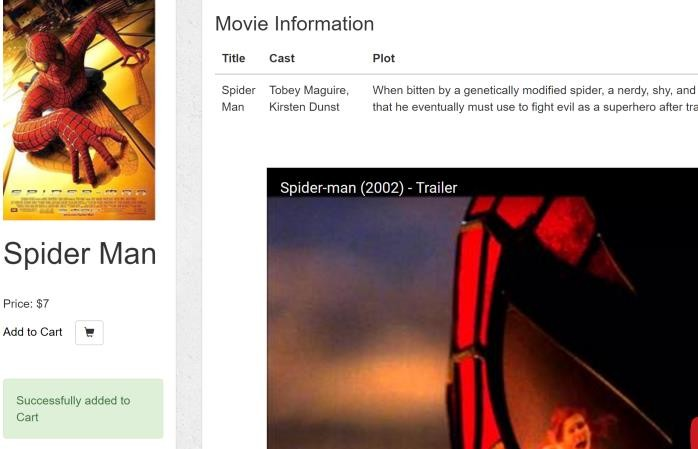 Movie Information
Title Cast Plot
Spider Tobey Maguire, When bitten by a genetically modified spider, a nerdy, shy, and
Man Kirsten Dunst that he eventually must use to fight evil as a superhero after tra
Spider-man (2002) - Trailer
SPIDER-MAN
Spider Man
Price: $7
Add to Cart
Successfully added to
Cart